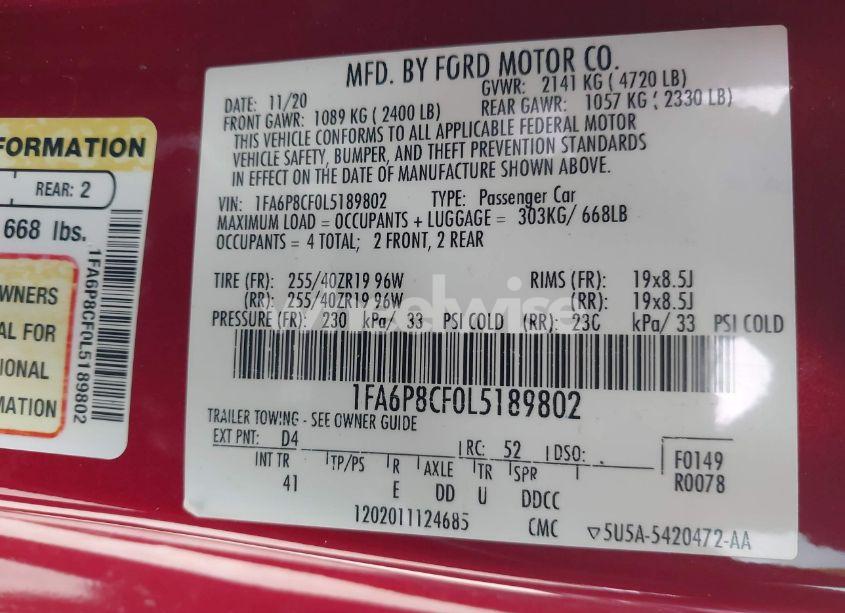 MFD. BY FORD MOTOR CO.
DATE: 11/20
GVWR: 2141 KG ( 4720 LB)
FRONT GAWR: 1089 KG ( 2400 LB)
REAR GAWR: 1057 KG ( 2330 LB)
THIS VEHICLE CONFORMS TO ALL APPLICABLE FEDERAL MOTOR
VEHICLE SAFETY, BUMPER, AND THEFT PREVENTION STANDARDS
IN EFFECT ON THE DATE OF MANUFACTURE SHOWN ABOVE.
VIN: 1FA6P8CF0L5189802 TYPE: Passenger Car
MAXIMUM LOAD = OCCUPANTS + LUGGAGE = 303KG/ 668LB
OCCUPANTS = 4 TOTAL; 2 FRONT, 2 REAR
TIRE (FR): 255/40ZR19 96W RIMS (FR): 19x8.5J
(RR): 255/40ZR19 96W (RR): 19x8.5J
PRESSURE (FR): 230 kPa/ 33 PSI COLD (RR): 230 kPa/ 33 PSI COLD
1FA6P8CF0L5189802
TRAILER TOWING - SEE OWNER GUIDE
EXT PNT: D4 RC: 52 DSO:
INT TR TP/PS R AXLE TR SPR
41 E DD U DDCC
1202011124685 CMC
F0149
R0078
▽5U5A-5420472-AA
FORMATION
REAR: 2
668 lbs.
1FA6P8CF0L5189802
OWNERS
AL FOR
IONAL
MATION